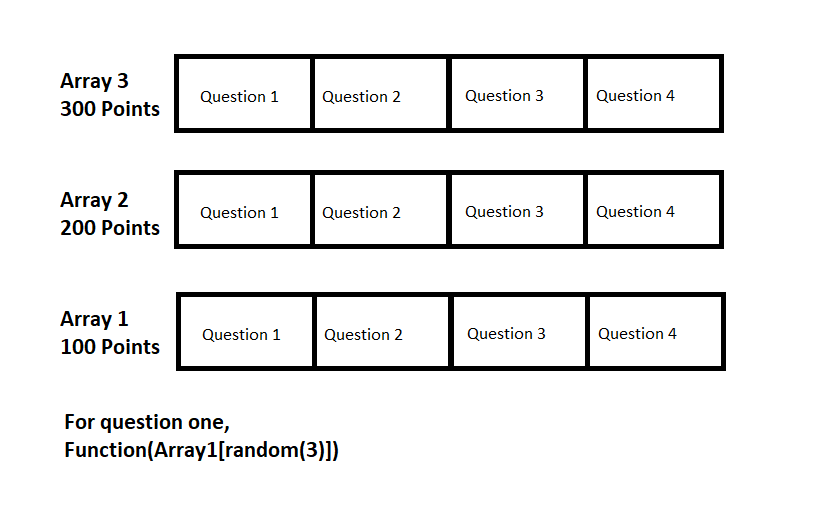 Array 3
300 Points
Question 1
Question 2
Question 3
Question 4
Array 2
200 Points
Question 1
Question 2
Question 3
Question 4
Array 1
100 Points
Question 1
Question 2
Question 3
Question 4
For question one,
Function(Array1[random(3)])